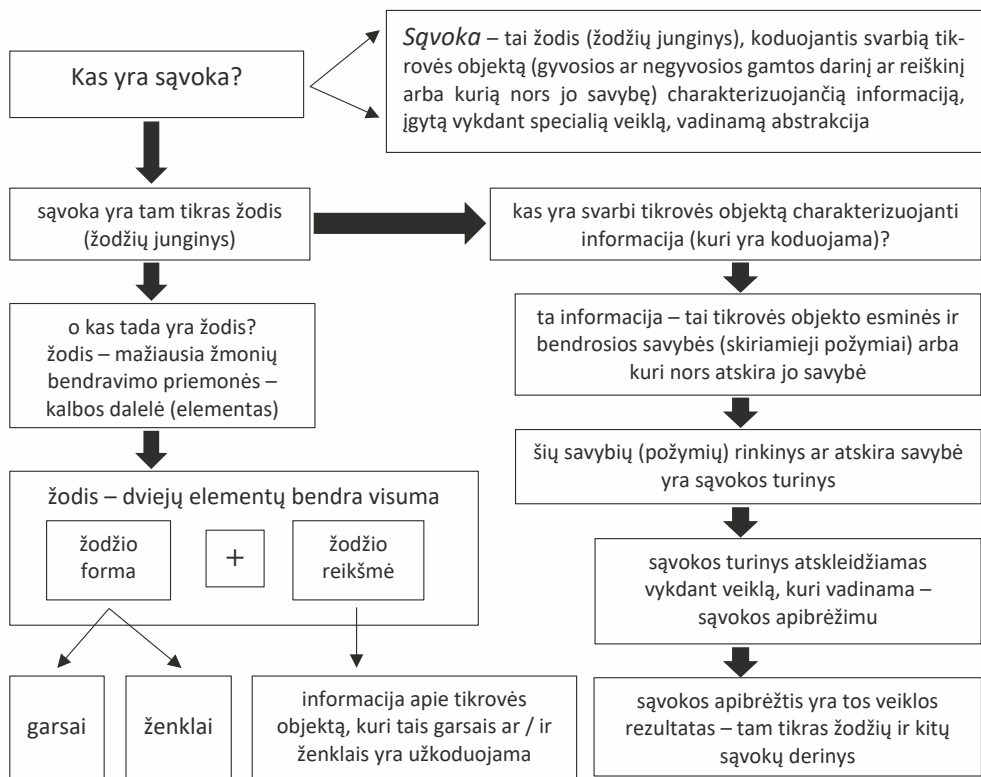 Kas yra sąvoka?
Sąvoka – tai žodis (žodžių junginys), koduojantis svarbią tik-
rovės objektą (gyvosios ar negyvosios gamtos darinį ar reiškinį
arba kurią nors jo savybę) charakterizuojančią informaciją,
įgytą vykdant specialią veiklą, vadinamą abstrakcija
sąvoka yra tam tikras žodis
(žodžių junginys)
kas yra svarbi tikrovės objektą charakterizuojanti
informacija (kuri yra koduojama)?
o kas tada yra žodis?
žodis – mažiausia žmonių
bendravimo priemonės –
kalbos dalelė (elementas)
ta informacija – tai tikrovės objekto esminės ir
bendrosios savybės (skiriamieji požymiai) arba
kuri nors atskira jo savybė
šių savybių (požymių) rinkinys ar atskira savybė
yra sąvokos turinys
žodis – dviejų elementų bendra visuma
žodžio
forma
+
žodžio
reikšmė
sąvokos turinys atskleidžiamas
vykdant veiklą, kuri vadinama –
sąvokos apibrėžimu
garsai
ženklai
informacija apie tikrovės
objektą, kuri tais garsais ar / ir
ženklais yra užkoduojama
sąvokos apibrėžtis yra tos veiklos
rezultatas – tam tikras žodžių ir kitų
sąvokų derinys